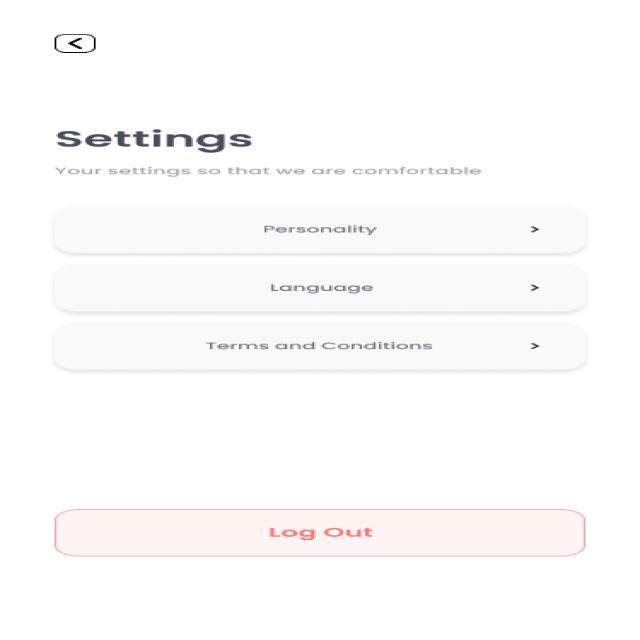 <
Settings
Your settings so that we are comfortable
Personality >
Language >
Terms and Conditions >
Log Out